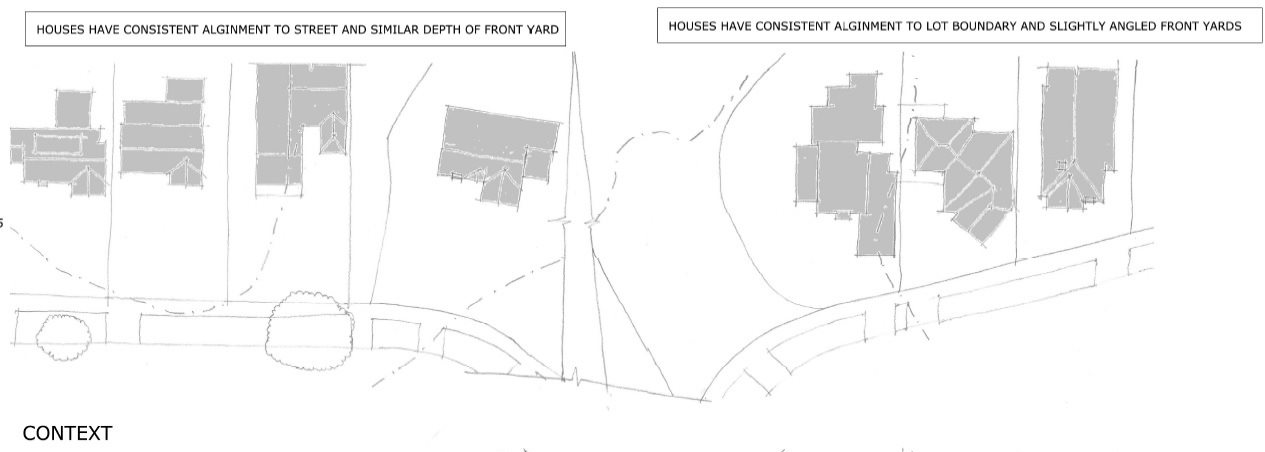 HOUSES HAVE CONSISTENT ALGINMENT TO STREET AND SIMILAR DEPTH OF FRONT YARD
HOUSES HAVE CONSISTENT ALGINMENT TO LOT BOUNDARY AND SLIGHTLY ANGLED FRONT YARDS
CONTEXT